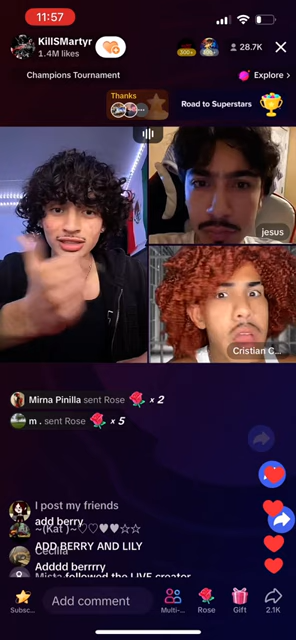 11:57
KillSMartyr
1.4M likes
500+
28.7K
Champions Tournament
Explore >
Thanks
Road to Superstars
jesus
Cristian C...
Mirna Pinilla sent Rose x 2
m . sent Rose x 5
I post my friends
add berry
~(Kat )~♡♡♥♥☆☆
ADD BERRY AND LILY
Cecilia
Adddd berrrry
Mista followed the LIVE creator
Subsc...
Add comment
Multi-...
Rose
Gift
2.1K